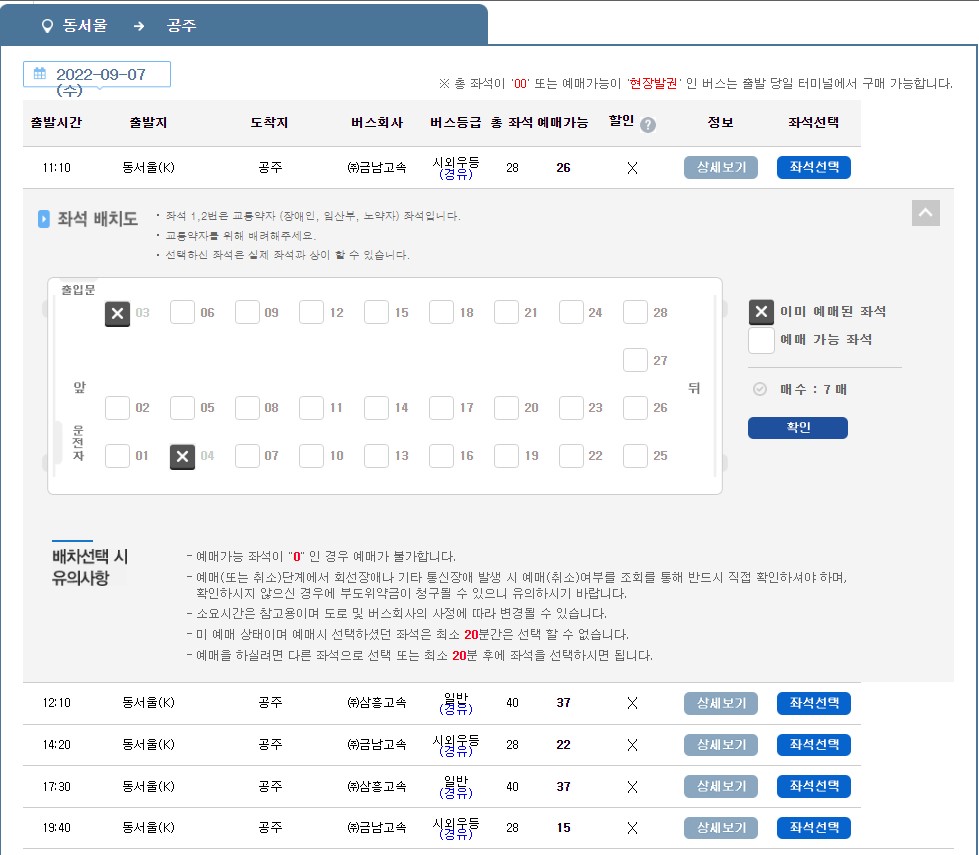 동서울 → 공주
2022-09-07
(수)
※ 총 좌석이 '00' 또는 예매가능이 '현장발권' 인 버스는 출발 당일 터미널에서 구매 가능합니다.
출발시간 출발지 도착지 버스회사 버스등급 총 좌석 예매가능 할인 ? 정보 좌석선택
11:10 동서울(K) 공주 ㈜금남고속 시외우등 28 26 X 상세보기 좌석선택
(경유)
좌석 배치도
· 좌석 1,2번은 교통약자 (장애인, 임산부, 노약자) 좌석입니다.
· 교통약자를 위해 배려해주세요.
· 선택하신 좌석은 실제 좌석과 상이 할 수 있습니다.
출입문
03 06 09 12 15 18 21 24 28
27
앞 뒤
02 05 08 11 14 17 20 23 26
운전자
01 04 07 10 13 16 19 22 25
이미 예매된 좌석
예매 가능 좌석
매수 : 7 매
확인
배차선택 시
유의사항
- 예매가능 좌석이 "0" 인 경우 예매가 불가합니다.
- 예매(또는 취소)단계에서 회선장애나 기타 통신장애 발생 시 예매(취소)여부를 조회를 통해 반드시 직접 확인하셔야 하며,
확인하시지 않으신 경우에 부도위약금이 청구될 수 있으니 유의하시기 바랍니다.
- 소요시간은 참고용이며 도로 및 버스회사의 사정에 따라 변경될 수 있습니다.
- 미 예매 상태이며 예매시 선택하셨던 좌석은 최소 20분간은 선택 할 수 없습니다.
- 예매을 하실려면 다른 좌석으로 선택 또는 최소 20분 후에 좌석을 선택하시면 됩니다.
12:10 동서울(K) 공주 ㈜삼흥고속 일반 40 37 X 상세보기 좌석선택
(경유)
14:20 동서울(K) 공주 ㈜금남고속 시외우등 28 22 X 상세보기 좌석선택
(경유)
17:30 동서울(K) 공주 ㈜삼흥고속 일반 40 37 X 상세보기 좌석선택
(경유)
19:40 동서울(K) 공주 ㈜금남고속 시외우등 28 15 X 상세보기 좌석선택
(경유)